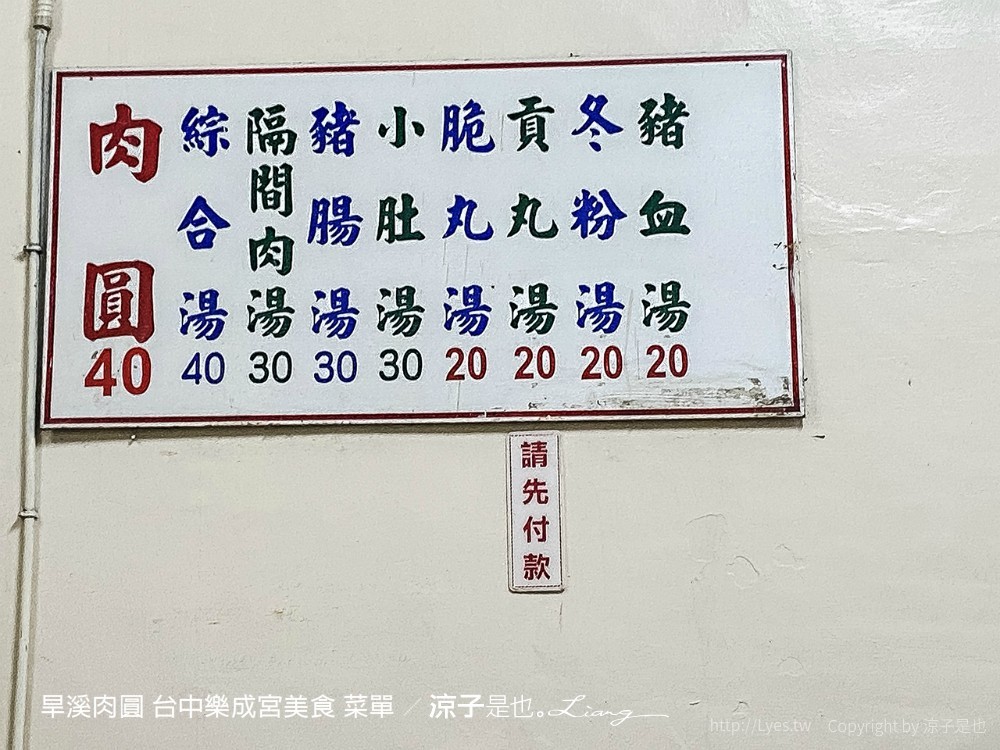 肉圓 40
綜合湯 40
隔間肉湯 30
豬腸湯 30
小肚湯 30
脆丸湯 20
貢丸湯 20
冬粉湯 20
豬血湯 20
請先付款
旱溪肉圓 台中樂成宮美食 菜單 / 涼子是也。Liang
http://Lyes.tw Copyright by 涼子是也